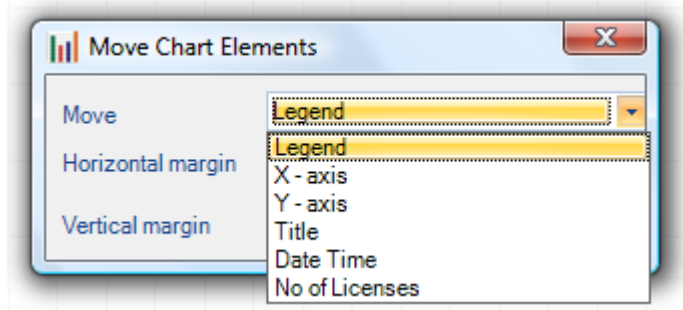 Move Chart Elements
Move
Legend
Legend
Horizontal margin
X - axis
Y - axis
Vertical margin
Title
Date Time
No of Licenses